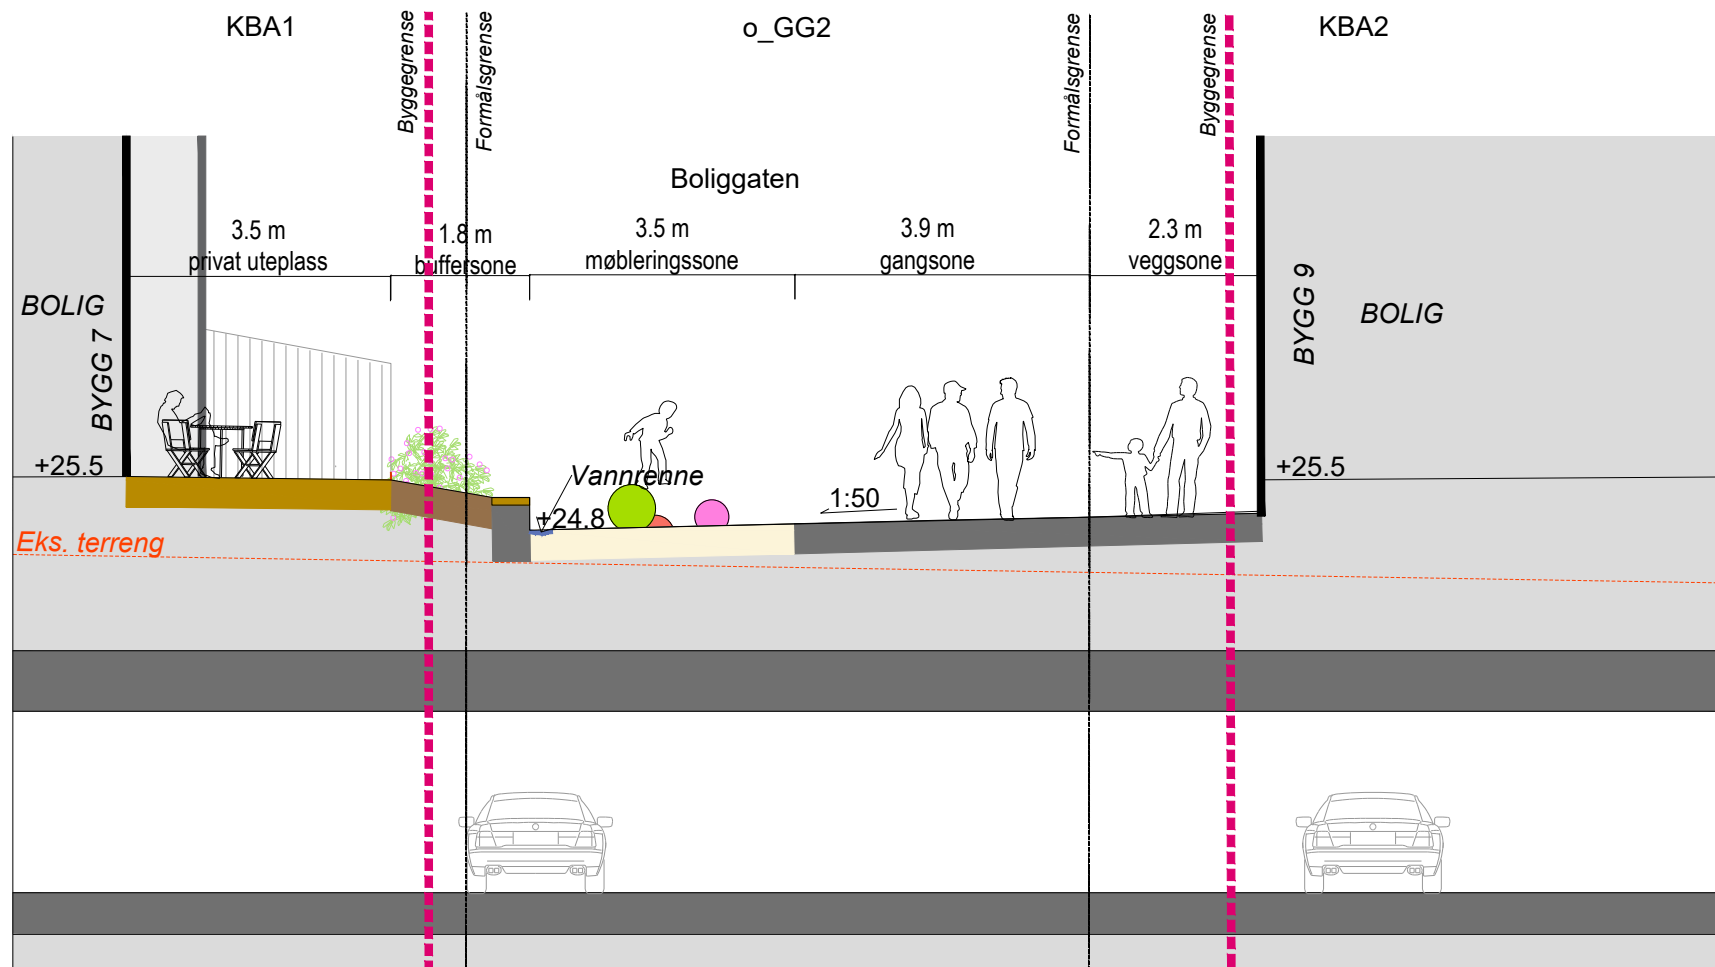 KBA1
o_GG2
KBA2
Byggegrense
Formålsgrense
Formålsgrense
Byggegrense
Boliggaten
3.5 m
privat uteplass
1.8 m
buffersone
3.5 m
møbleringssone
3.9 m
gangsone
2.3 m
veggsone
BOLIG
BYGG 7
BYGG 9
BOLIG
+25.5
Vannrenne
+24.8
1:50
+25.5
Eks. terreng